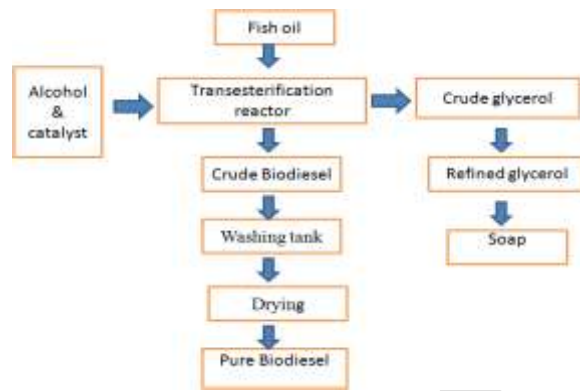 Fish oil
Alcohol
&
catalyst
Transesterification
reactor
Crude glycerol
Crude Biodiesel
Refined glycerol
Washing tank
Soap
Drying
Pure Biodiesel